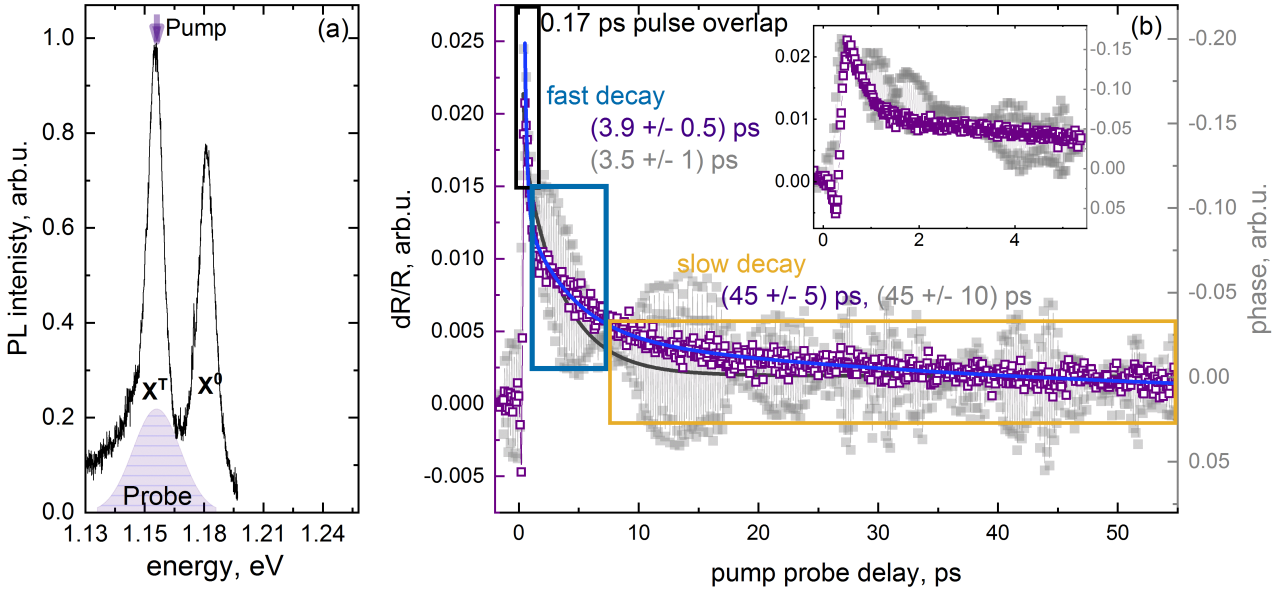 (a)
Pump
1.0
0.8
0.6
0.4
0.2
0.0
PL intenisty, arb.u.
X^T
X^0
Probe
1.13 1.15 1.18 1.21 1.24
energy, eV
(b)
0.17 ps pulse overlap
fast decay
(3.9 +/- 0.5) ps
(3.5 +/- 1) ps
slow decay
(45 +/- 5) ps, (45 +/- 10) ps
0.025
0.020
0.015
0.010
0.005
0.000
-0.005
dR/R, arb.u.
0.02
0.01
0.00
0 2 4
-0.15
-0.10
-0.05
0.00
0.05
-0.20
-0.15
-0.10
-0.05
0.00
0.05
phase, arb.u.
0 10 20 30 40 50
pump probe delay, ps